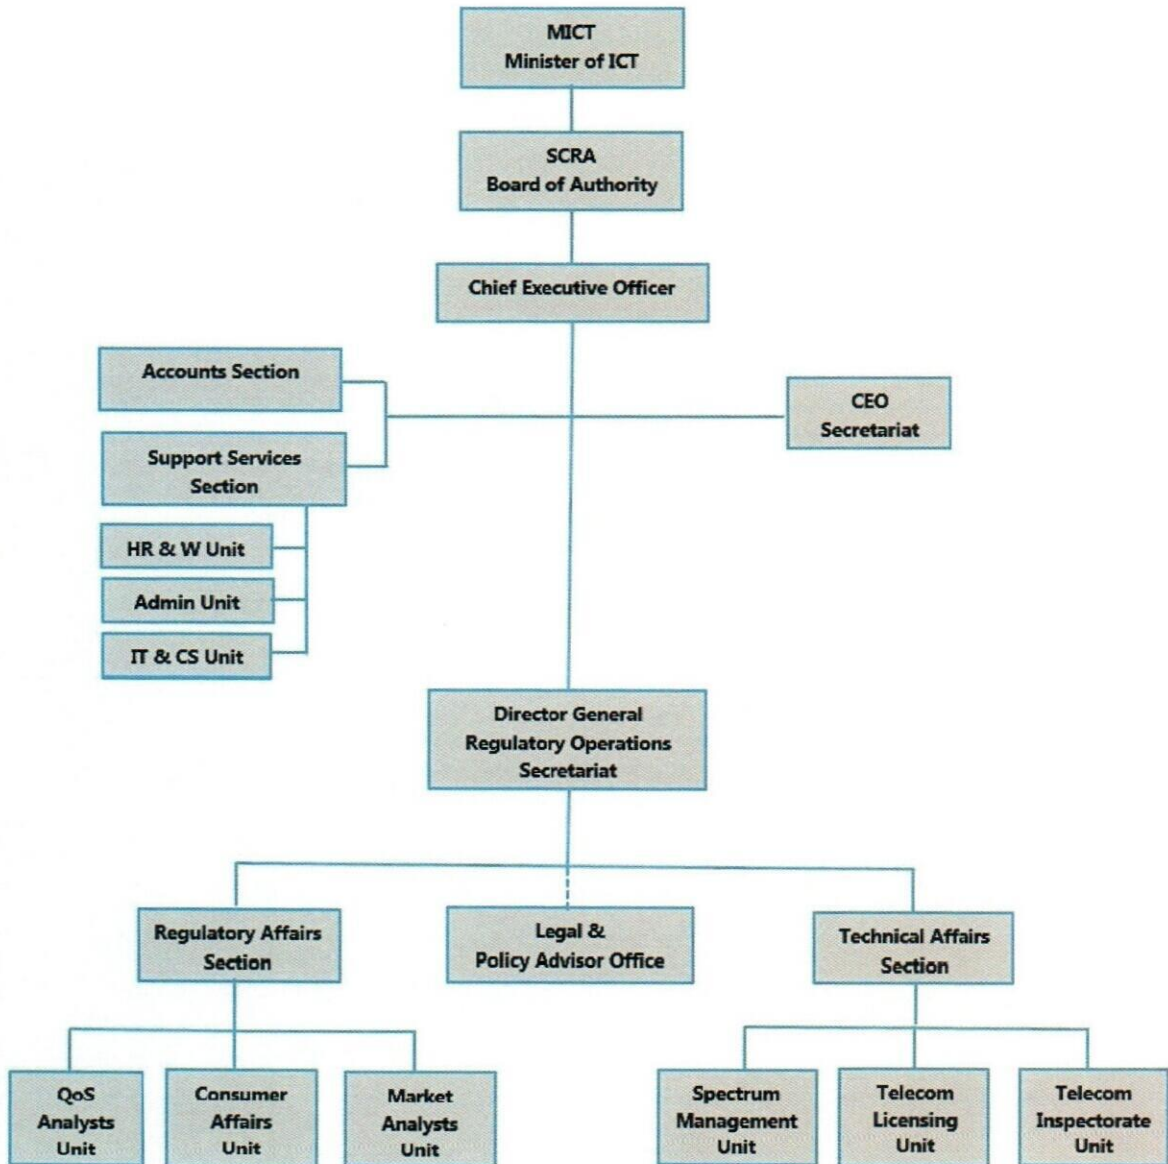 MICT
Minister of ICT
SCRA
Board of Authority
Chief Executive Officer
Accounts Section
CEO
Secretariat
Support Services
Section
HR & W Unit
Admin Unit
IT & CS Unit
Director General
Regulatory Operations
Secretariat
Regulatory Affairs
Section
Legal &
Policy Advisor Office
Technical Affairs
Section
QoS
Analysts
Unit
Consumer
Affairs
Unit
Market
Analysts
Unit
Spectrum
Management
Unit
Telecom
Licensing
Unit
Telecom
Inspectorate
Unit